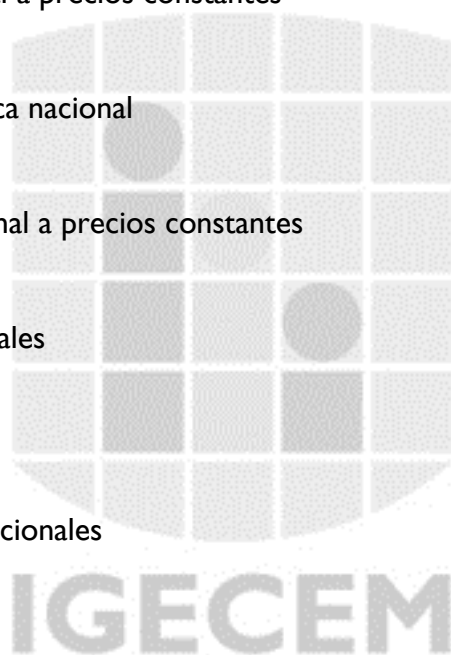 a precios constantes
ca nacional
nal a precios constantes
ales
cionales
IGECEM